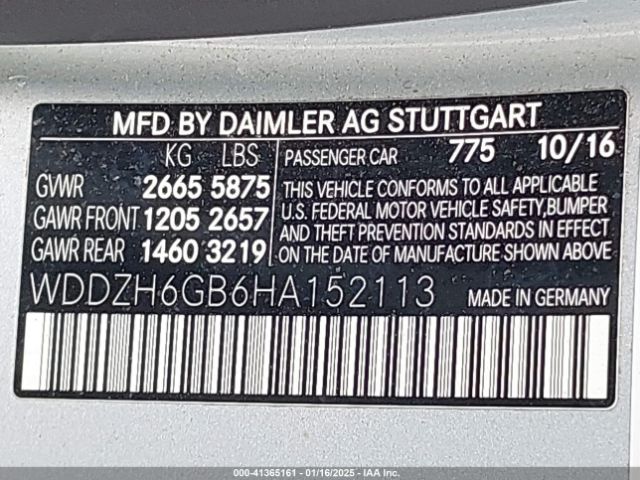 MFD BY DAIMLER AG STUTTGART
KG LBS
GVWR 2665 5875
GAWR FRONT 1205 2657
GAWR REAR 1460 3219
PASSENGER CAR 775 10/16
THIS VEHICLE CONFORMS TO ALL APPLICABLE
U.S. FEDERAL MOTOR VEHICLE SAFETY,BUMPER
AND THEFT PREVENTION STANDARDS IN EFFECT
ON THE DATE OF MANUFACTURE SHOWN ABOVE
WDDZH6GB6HA152113 MADE IN GERMANY
000-41365161 - 01/16/2025 - IAA Inc.